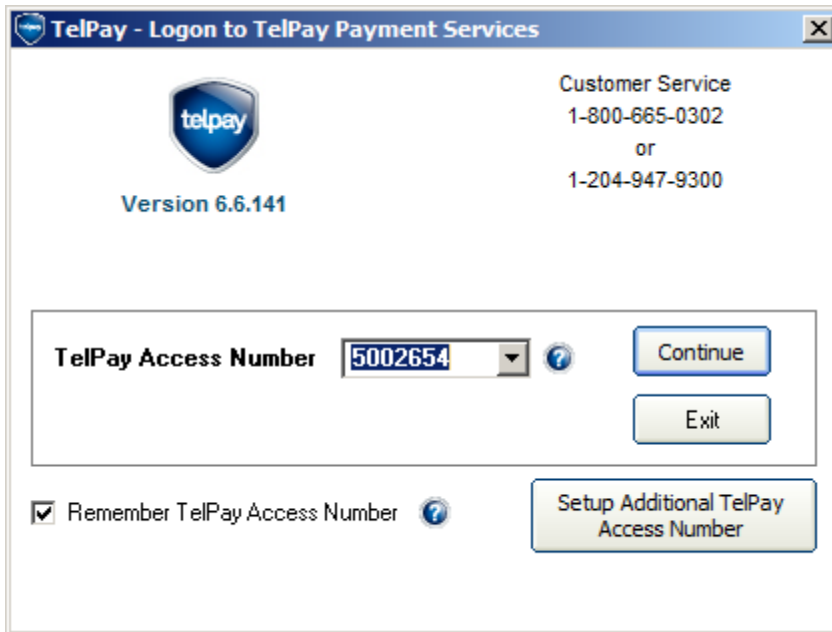 TelPay - Logon to TelPay Payment Services
telpay
Version 6.6.141
Customer Service
1-800-665-0302
or
1-204-947-9300
TelPay Access Number 5002654 ?
Continue
Exit
Remember TelPay Access Number ?
Setup Additional TelPay
Access Number